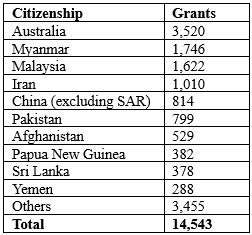 Citizenship Grants
Australia 3,520
Myanmar 1,746
Malaysia 1,622
Iran 1,010
China (excluding SAR) 814
Pakistan 799
Afghanistan 529
Papua New Guinea 382
Sri Lanka 378
Yemen 288
Others 3,455
Total 14,543